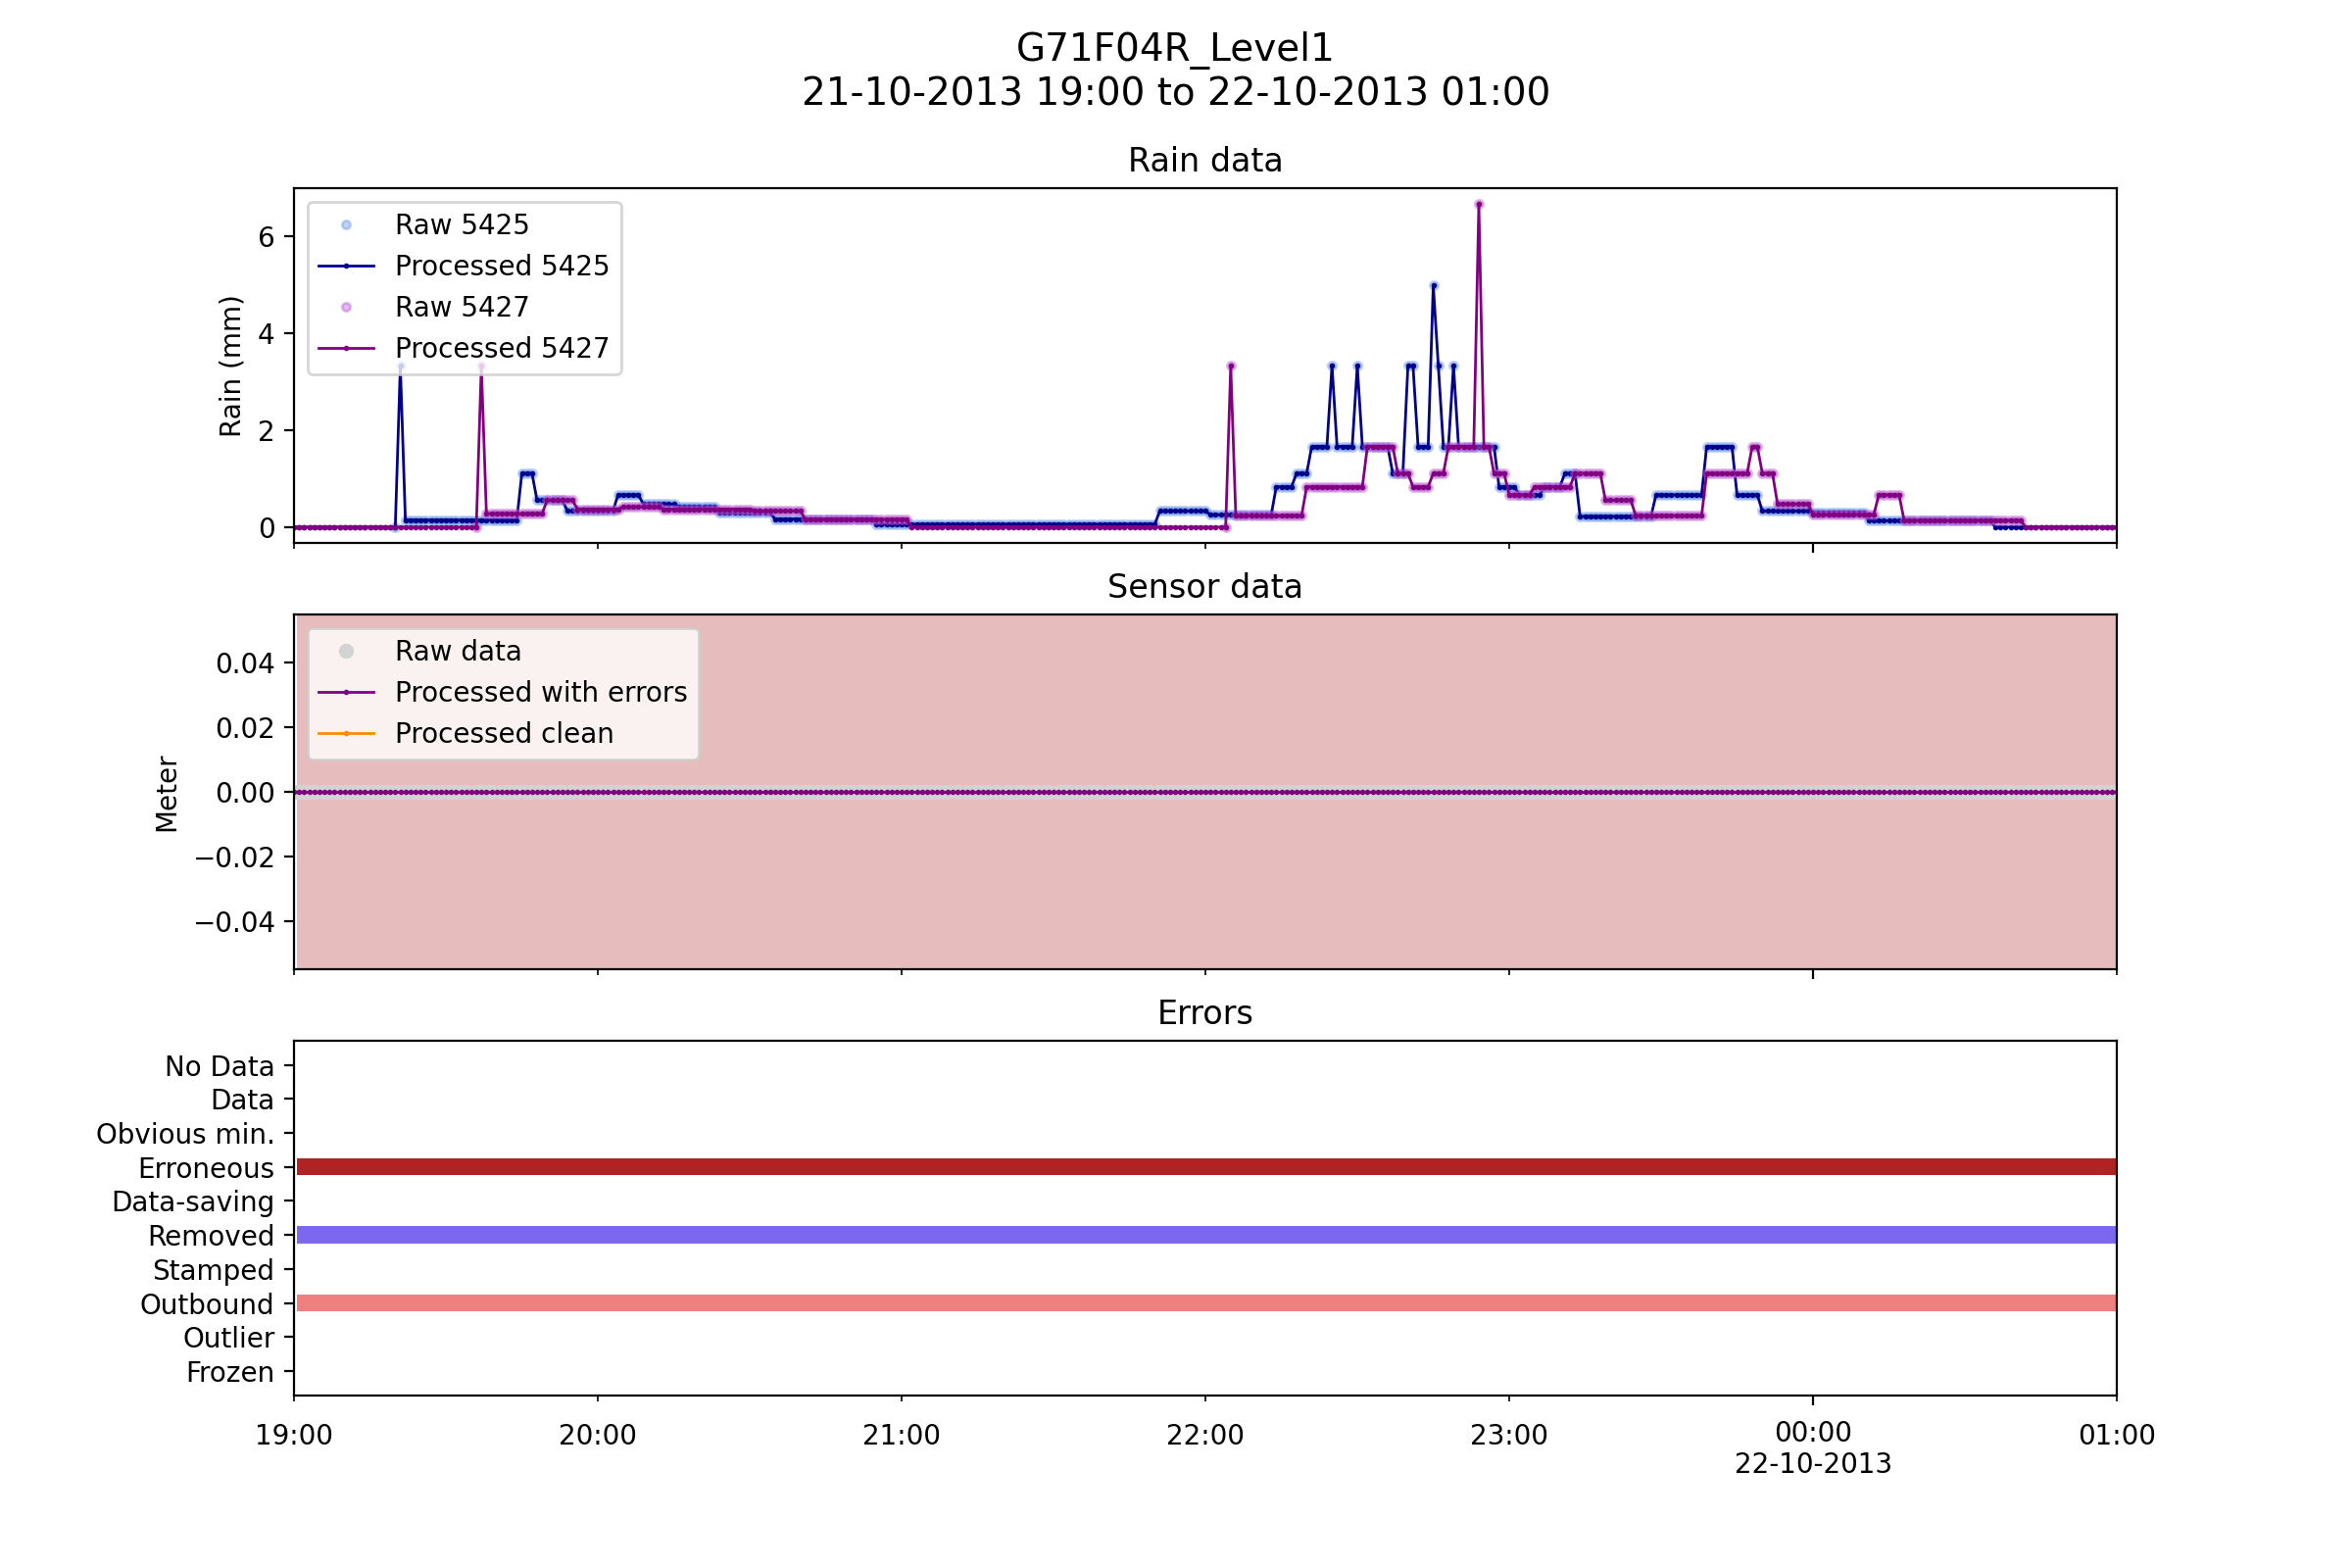 G71F04R_Level1
21-10-2013 19:00 to 22-10-2013 01:00
Rain data
Rain (mm)
6
4
2
0
Raw 5425
Processed 5425
Raw 5427
Processed 5427
Sensor data
Meter
0.04
0.02
0.00
−0.02
−0.04
Raw data
Processed with errors
Processed clean
Errors
No Data
Data
Obvious min.
Erroneous
Data-saving
Removed
Stamped
Outbound
Outlier
Frozen
19:00 20:00 21:00 22:00 23:00 00:00 01:00
22-10-2013